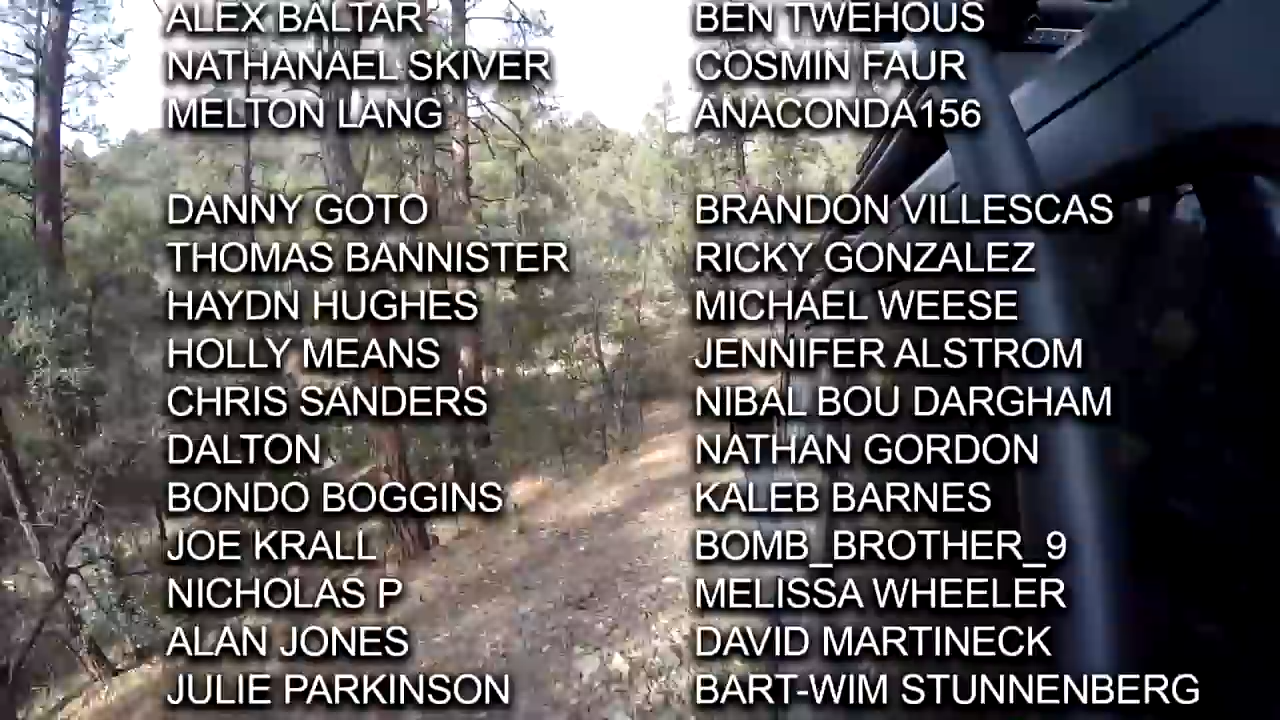 ALEX BALTAR
NATHANAEL SKIVER
MELTON LANG
DANNY GOTO
THOMAS BANNISTER
HAYDN HUGHES
HOLLY MEANS
CHRIS SANDERS
DALTON
BONDO BOGGINS
JOE KRALL
NICHOLAS P
ALAN JONES
JULIE PARKINSON
BEN TWEHOUS
COSMIN FAUR
ANACONDA156
BRANDON VILLESCAS
RICKY GONZALEZ
MICHAEL WEESE
JENNIFER ALSTROM
NIBAL BOU DARGHAM
NATHAN GORDON
KALEB BARNES
BOMB_BROTHER_9
MELISSA WHEELER
DAVID MARTINECK
BART-WIM STUNNENBERG